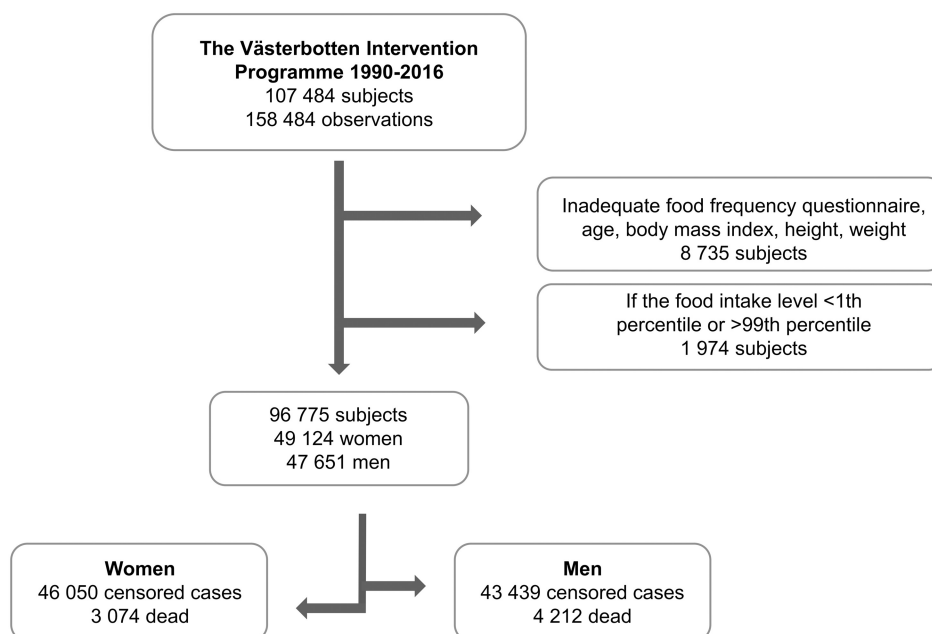 The Västerbotten Intervention
Programme 1990-2016
107 484 subjects
158 484 observations
Inadequate food frequency questionnaire,
age, body mass index, height, weight
8 735 subjects
If the food intake level <1th
percentile or >99th percentile
1 974 subjects
96 775 subjects
49 124 women
47 651 men
Women
46 050 censored cases
3 074 dead
Men
43 439 censored cases
4 212 dead